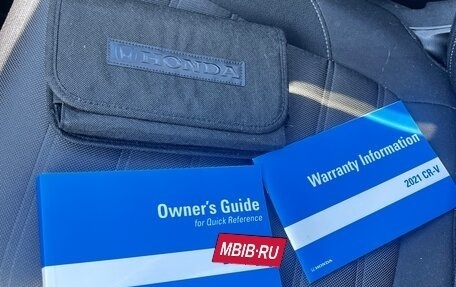 HONDA
Owner's Guide
for Quick Reference
Warranty Information
2021 CR-V
HONDA
MBIB.RU